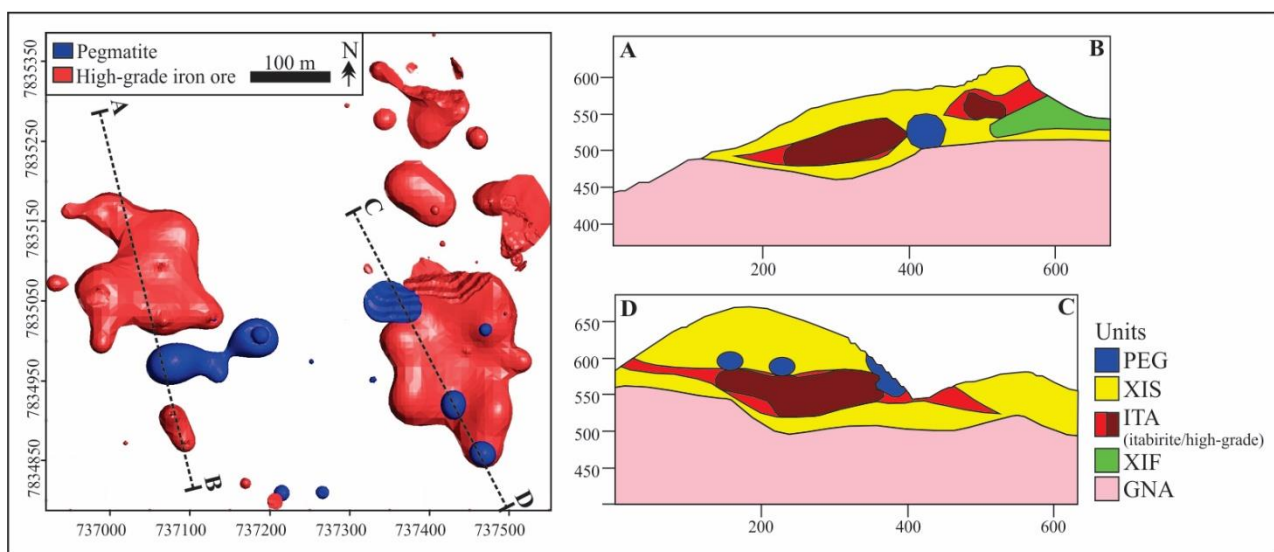 Pegmatite
High-grade iron ore
100 m
N
7835350
7835250
7835150
7835050
7834950
7834850
737000 737100 737200 737300 737400 737500
A
B
C
D
A B
600
550
500
450
400
200 400 600
D C
650
600
550
500
450
200 400 600
Units
PEG
XIS
ITA
(itabirite/high-grade)
XIF
GNA